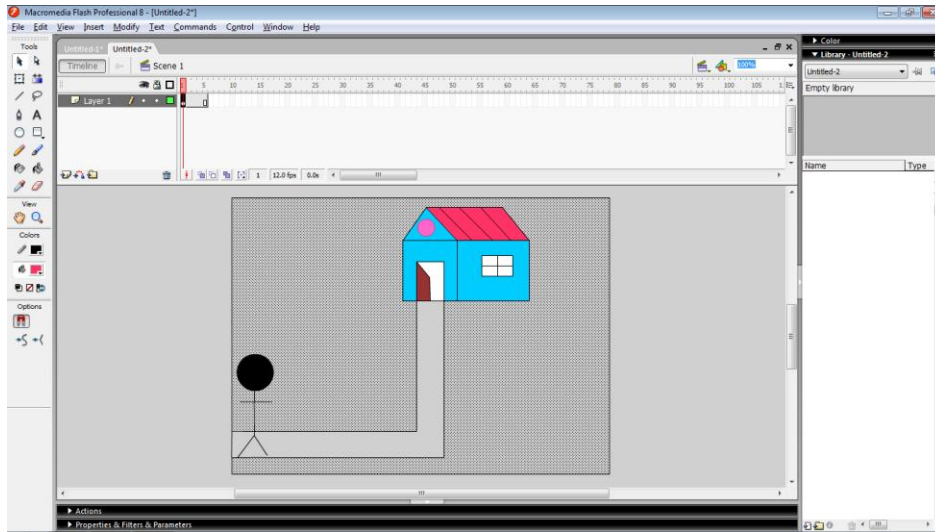 Macromedia Flash Professional 8 - [Untitled-2*]
File Edit View Insert Modify Text Commands Control Window Help
Tools
View
Colors
Options
Untitled-1* Untitled-2*
Timeline Scene 1 100%
5 10 15 20 25 30 35 40 45 50 55 60 65 70 75 80 85 90 95 100 105
Layer 1
1 12.0 fps 0.0s
Actions
Properties & Filters & Parameters
Color
Library - Untitled-2
Untitled-2
Empty library
Name Type